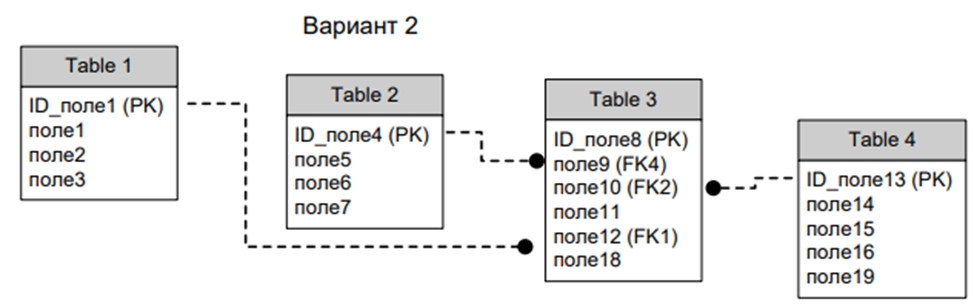 Вариант 2
Table 1
ID_поле1 (PK)
поле1
поле2
поле3
Table 2
ID_поле4 (PK)
поле5
поле6
поле7
Table 3
ID_поле8 (PK)
поле9 (FK4)
поле10 (FK2)
поле11
поле12 (FK1)
поле18
Table 4
ID_поле13 (PK)
поле14
поле15
поле16
поле19